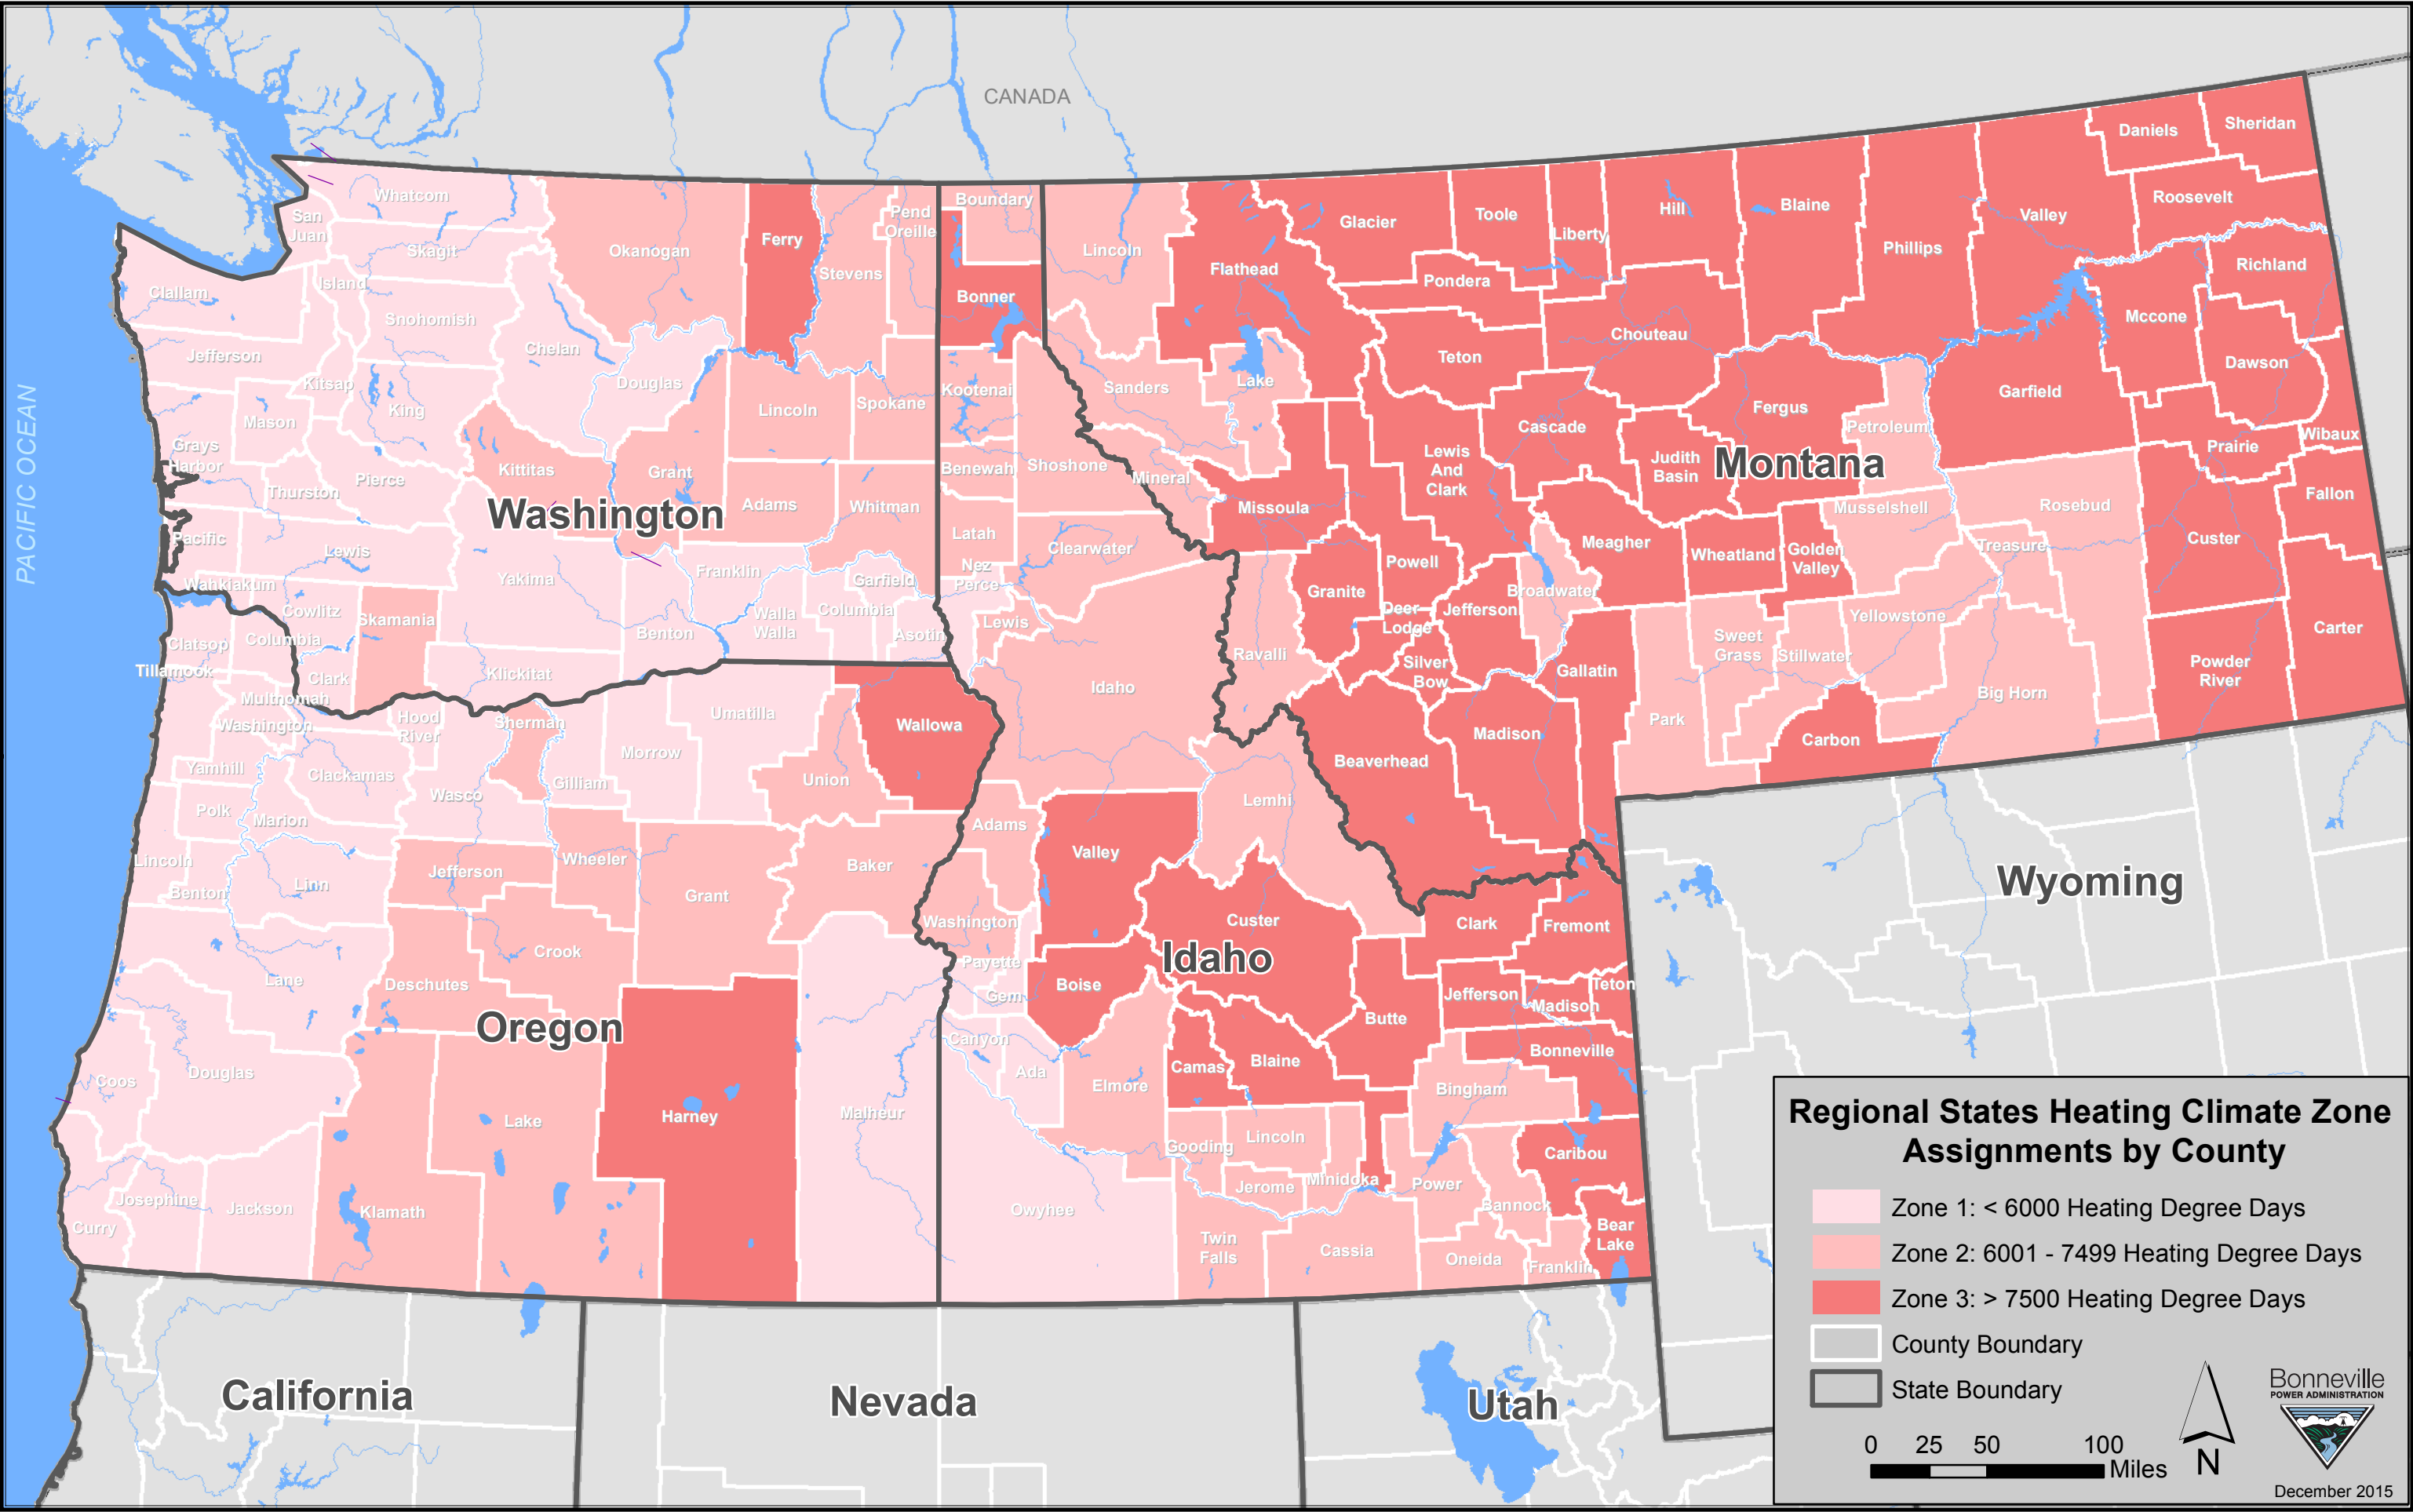 CANADA
PACIFIC OCEAN
Washington
Whatcom
San
Juan
Skagit
Island
Clallam
Snohomish
Jefferson
Kitsap
King
Mason
Grays
Harbor
Thurston
Pierce
Pacific
Lewis
Wahkiakum
Cowlitz
Skamania
Clark
Klickitat
Yakima
Kittitas
Chelan
Douglas
Okanogan
Ferry
Stevens
Pend
Oreille
Lincoln
Spokane
Grant
Adams
Whitman
Franklin
Benton
Walla
Walla
Columbia
Garfield
Asotin
Oregon
Clatsop
Columbia
Tillamook
Multnomah
Washington
Hood
River
Sherman
Umatilla
Wallowa
Morrow
Gilliam
Union
Yamhill
Clackamas
Wasco
Polk
Marion
Lincoln
Benton
Linn
Jefferson
Wheeler
Grant
Baker
Crook
Deschutes
Lane
Coos
Douglas
Lake
Harney
Malheur
Curry
Josephine
Jackson
Klamath
Idaho
Boundary
Bonner
Kootenai
Benewah
Shoshone
Latah
Clearwater
Nez
Perce
Lewis
Idaho
Adams
Valley
Lemhi
Washington
Payette
Gem
Boise
Custer
Clark
Fremont
Jefferson
Madison
Teton
Butte
Bonneville
Canyon
Ada
Elmore
Camas
Blaine
Bingham
Gooding
Lincoln
Jerome
Minidoka
Power
Caribou
Bannock
Owyhee
Twin
Falls
Cassia
Oneida
Franklin
Bear
Lake
Montana
Lincoln
Flathead
Glacier
Toole
Liberty
Hill
Blaine
Phillips
Valley
Daniels
Sheridan
Roosevelt
Richland
Mccone
Dawson
Wibaux
Prairie
Garfield
Fallon
Custer
Carter
Powder
River
Pondera
Teton
Chouteau
Sanders
Lake
Mineral
Missoula
Lewis
And
Clark
Cascade
Judith
Basin
Fergus
Petroleum
Musselshell
Rosebud
Treasure
Powell
Granite
Deer
Lodge
Jefferson
Broadwater
Meagher
Wheatland
Golden
Valley
Ravalli
Silver
Bow
Gallatin
Sweet
Grass
Stillwater
Yellowstone
Big Horn
Park
Carbon
Madison
Beaverhead
Wyoming
California
Nevada
Utah
Regional States Heating Climate Zone
Assignments by County
Zone 1: < 6000 Heating Degree Days
Zone 2: 6001 - 7499 Heating Degree Days
Zone 3: > 7500 Heating Degree Days
County Boundary
State Boundary
0 25 50 100
Miles
N
Bonneville
POWER ADMINISTRATION
December 2015